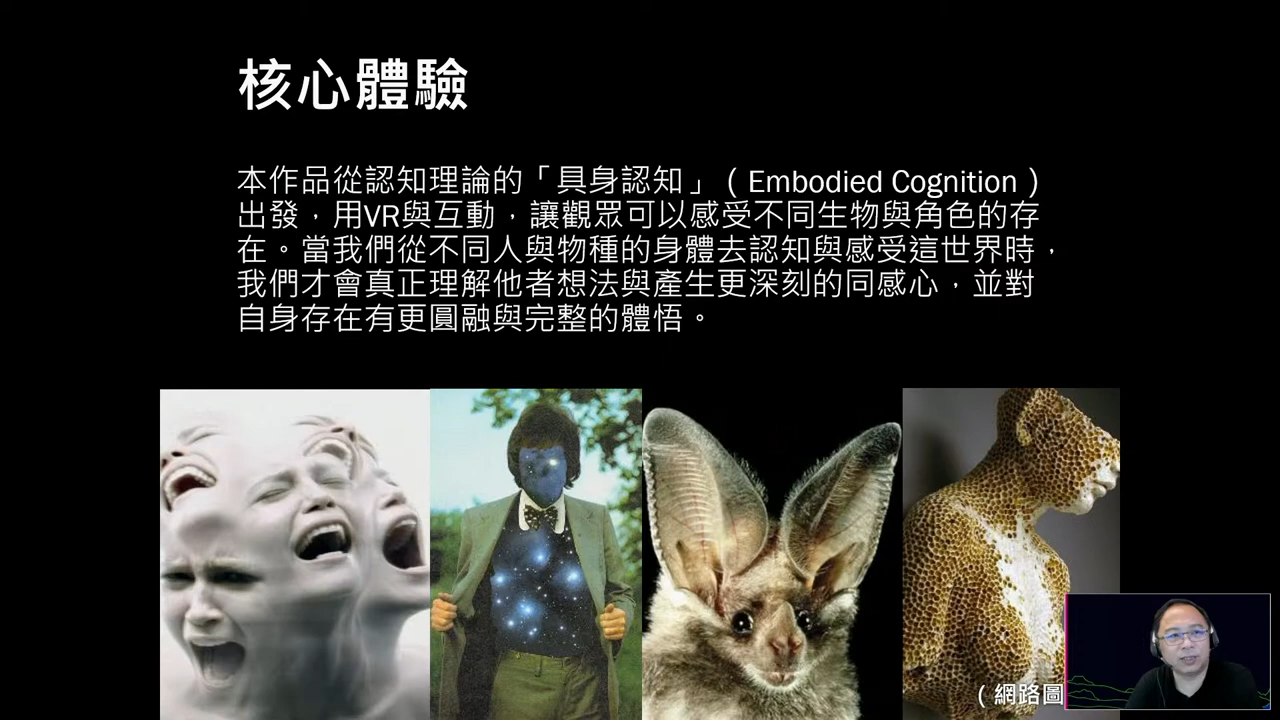 核心體驗
本作品從認知理論的「具身認知」（Embodied Cognition）
出發，用VR與互動，讓觀眾可以感受不同生物與角色的存
在。當我們從不同人與物種的身體去認知與感受這世界時，
我們才會真正理解他者想法與產生更深刻的同感心，並對
自身存在有更圓融與完整的體悟。
（網路圖